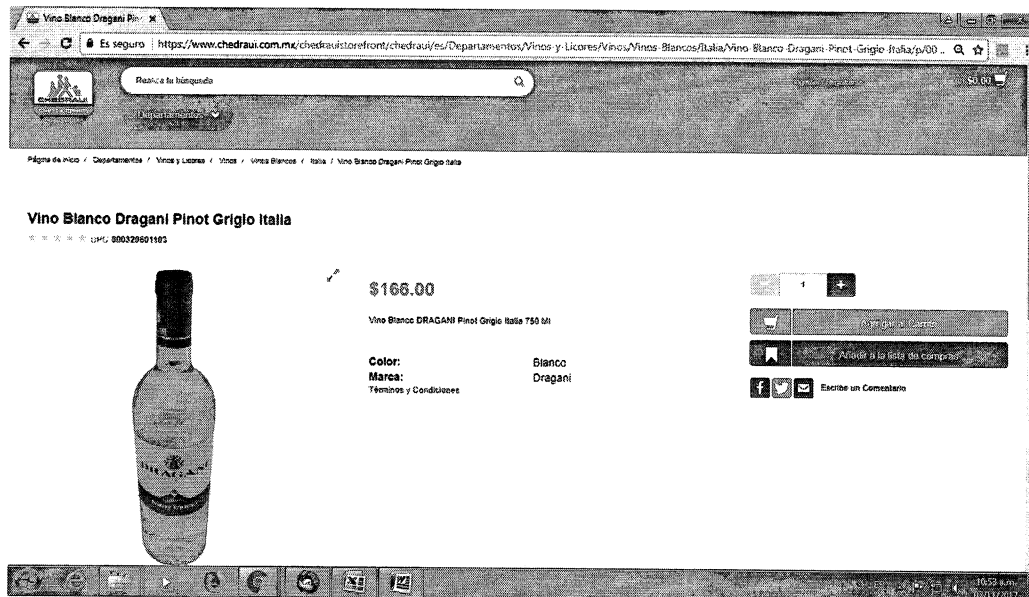 Vino Blanco Dragani Pin
Es seguro | https://www.chedraui.com.mx/chedrauistorefront/chedraui/es/Departamentos/Vinos-y-Licores/Vinos/Vinos-Blancos/Italia/Vino-Blanco-Dragani-Pinot-Grigio-Italia/p/00...
CHEDRAUI
Realiza tu búsqueda
$0.00
Departamentos
Página de inicio / Departamentos / Vinos y Licores / Vinos / Vinos Blancos / Italia / Vino Blanco Dragani Pinot Grigio Italia
Vino Blanco Dragani Pinot Grigio Italia
UPC
$166.00
1
Vino Blanco DRAGANI Pinot Grigio Italia 750 Ml
Agregar al Carrito
Añadir a la lista de compras
Color: Blanco
Marca: Dragani
Términos y Condiciones
Escribe un Comentario
DRAGANI
10:53 a.m.